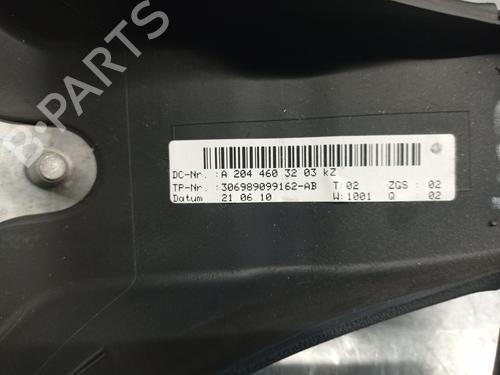 B-PARTS
DC-Nr. :A 204 460 32 03 kZ
TP-Nr. :306989099162-AB T:02 ZGS : 02
Datum :21 06 10 W:1001 Q : 02